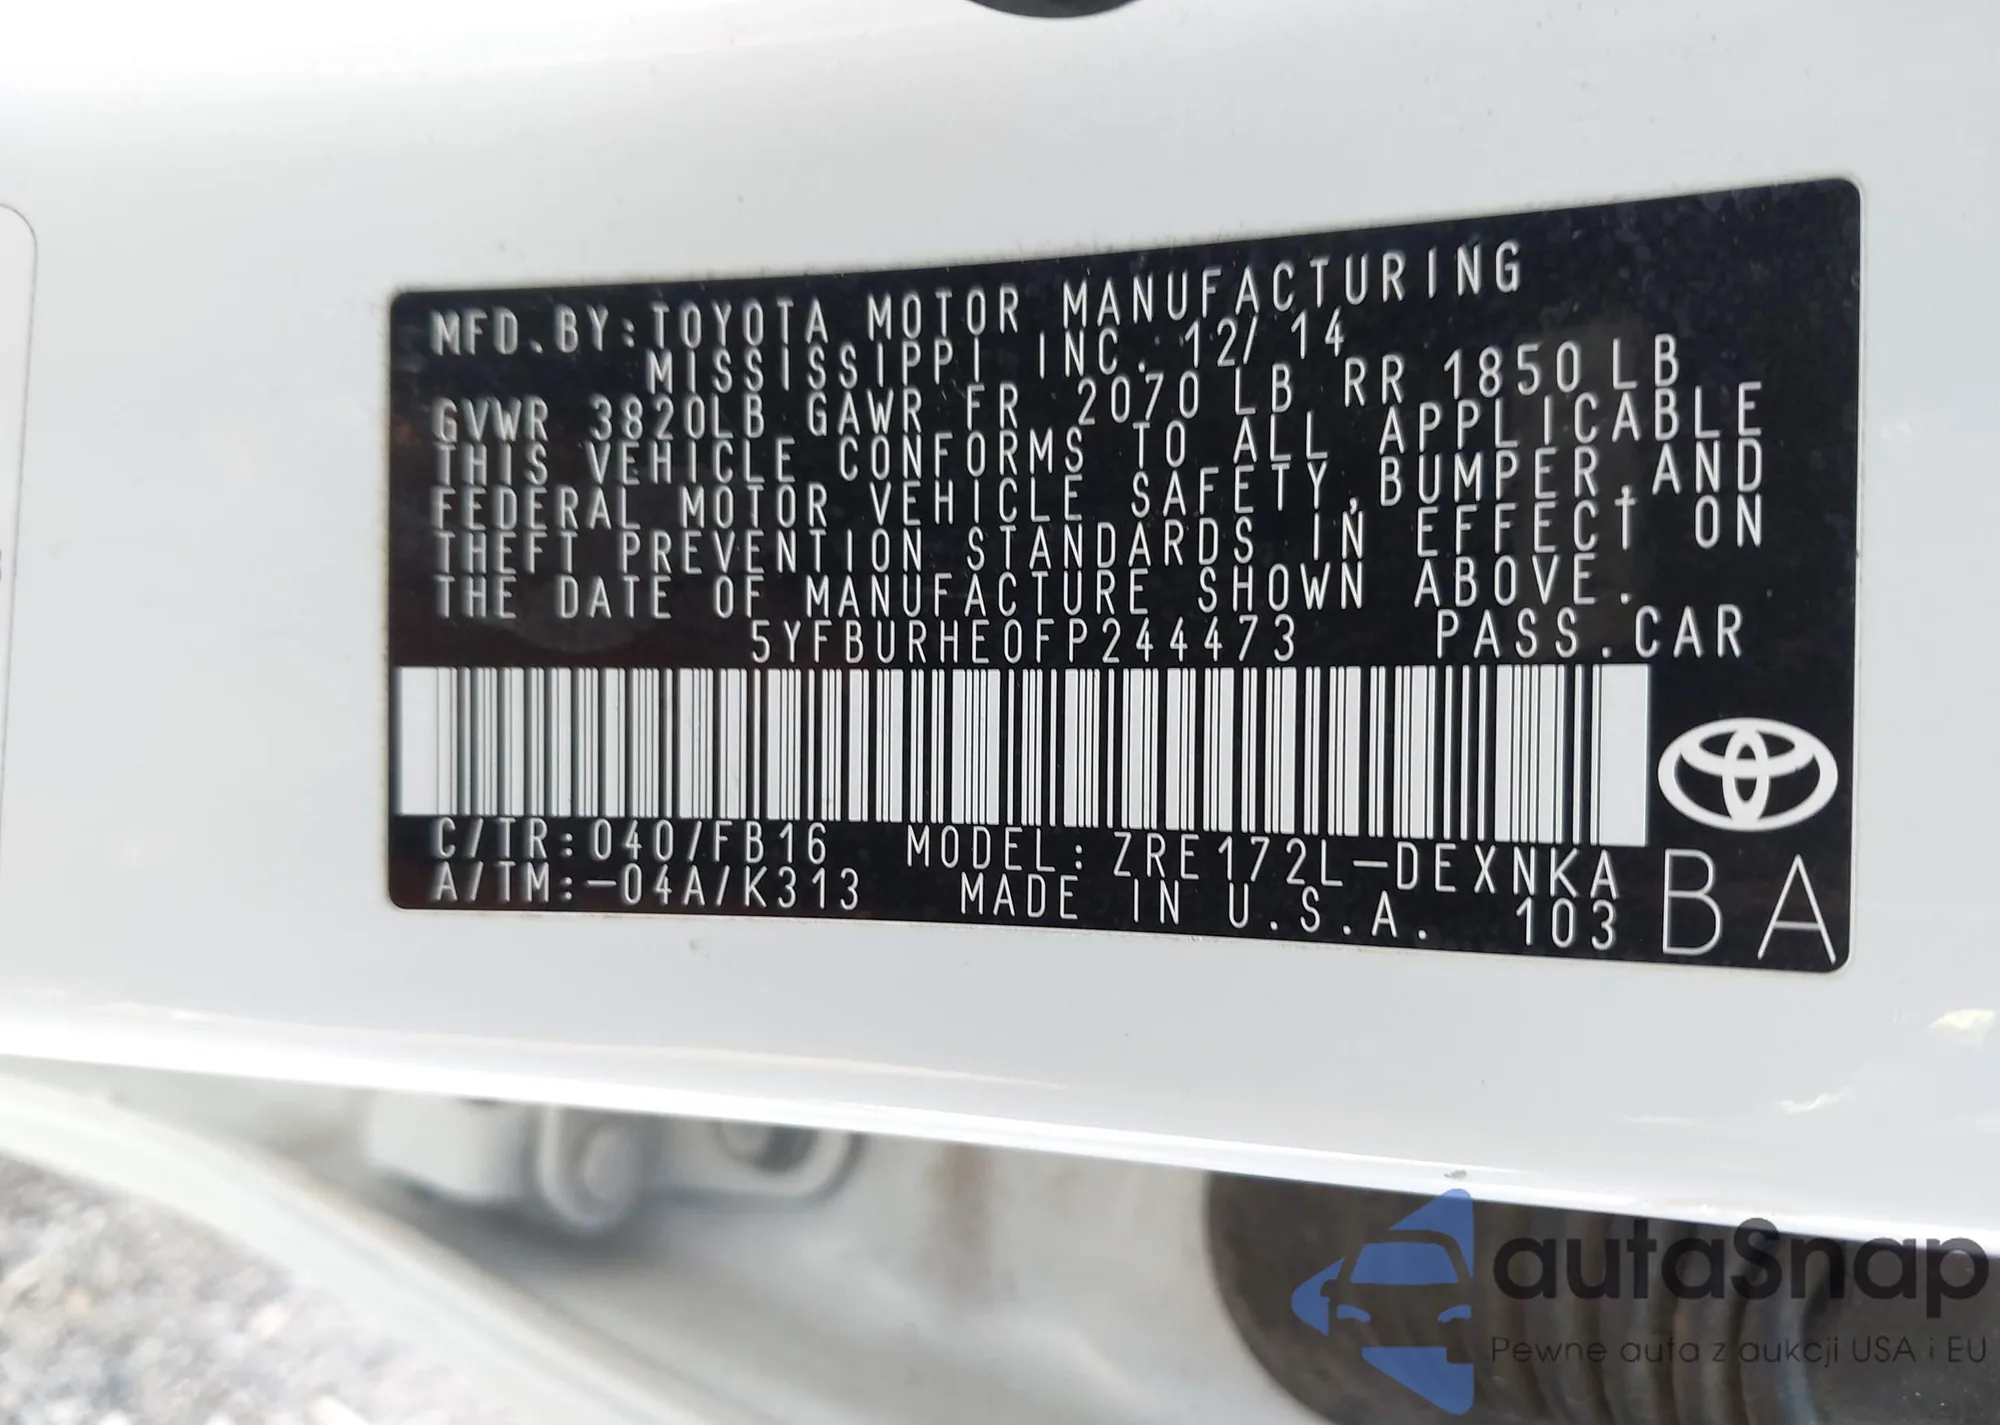 MFD.BY:TOYOTA MOTOR MANUFACTURING
MISSISSIPPI INC. 12/14
GVWR 3820LB GAWR FR 2070 LB RR 1850LB
THIS VEHICLE CONFORMS TO ALL APPLICABLE
FEDERAL MOTOR VEHICLE SAFETY,BUMPER,AND
THEFT PREVENTION STANDARDS IN EFFECT ON
THE DATE OF MANUFACTURE SHOWN ABOVE.
5YFBURHE0FP244473 PASS.CAR
C/TR:040/FB16 MODEL:ZRE172L-DEXNKA
A/TM:-04A/K313 MADE IN U.S.A. 103
BA
autaSnap
Pewne auta z aukcji USA i EU